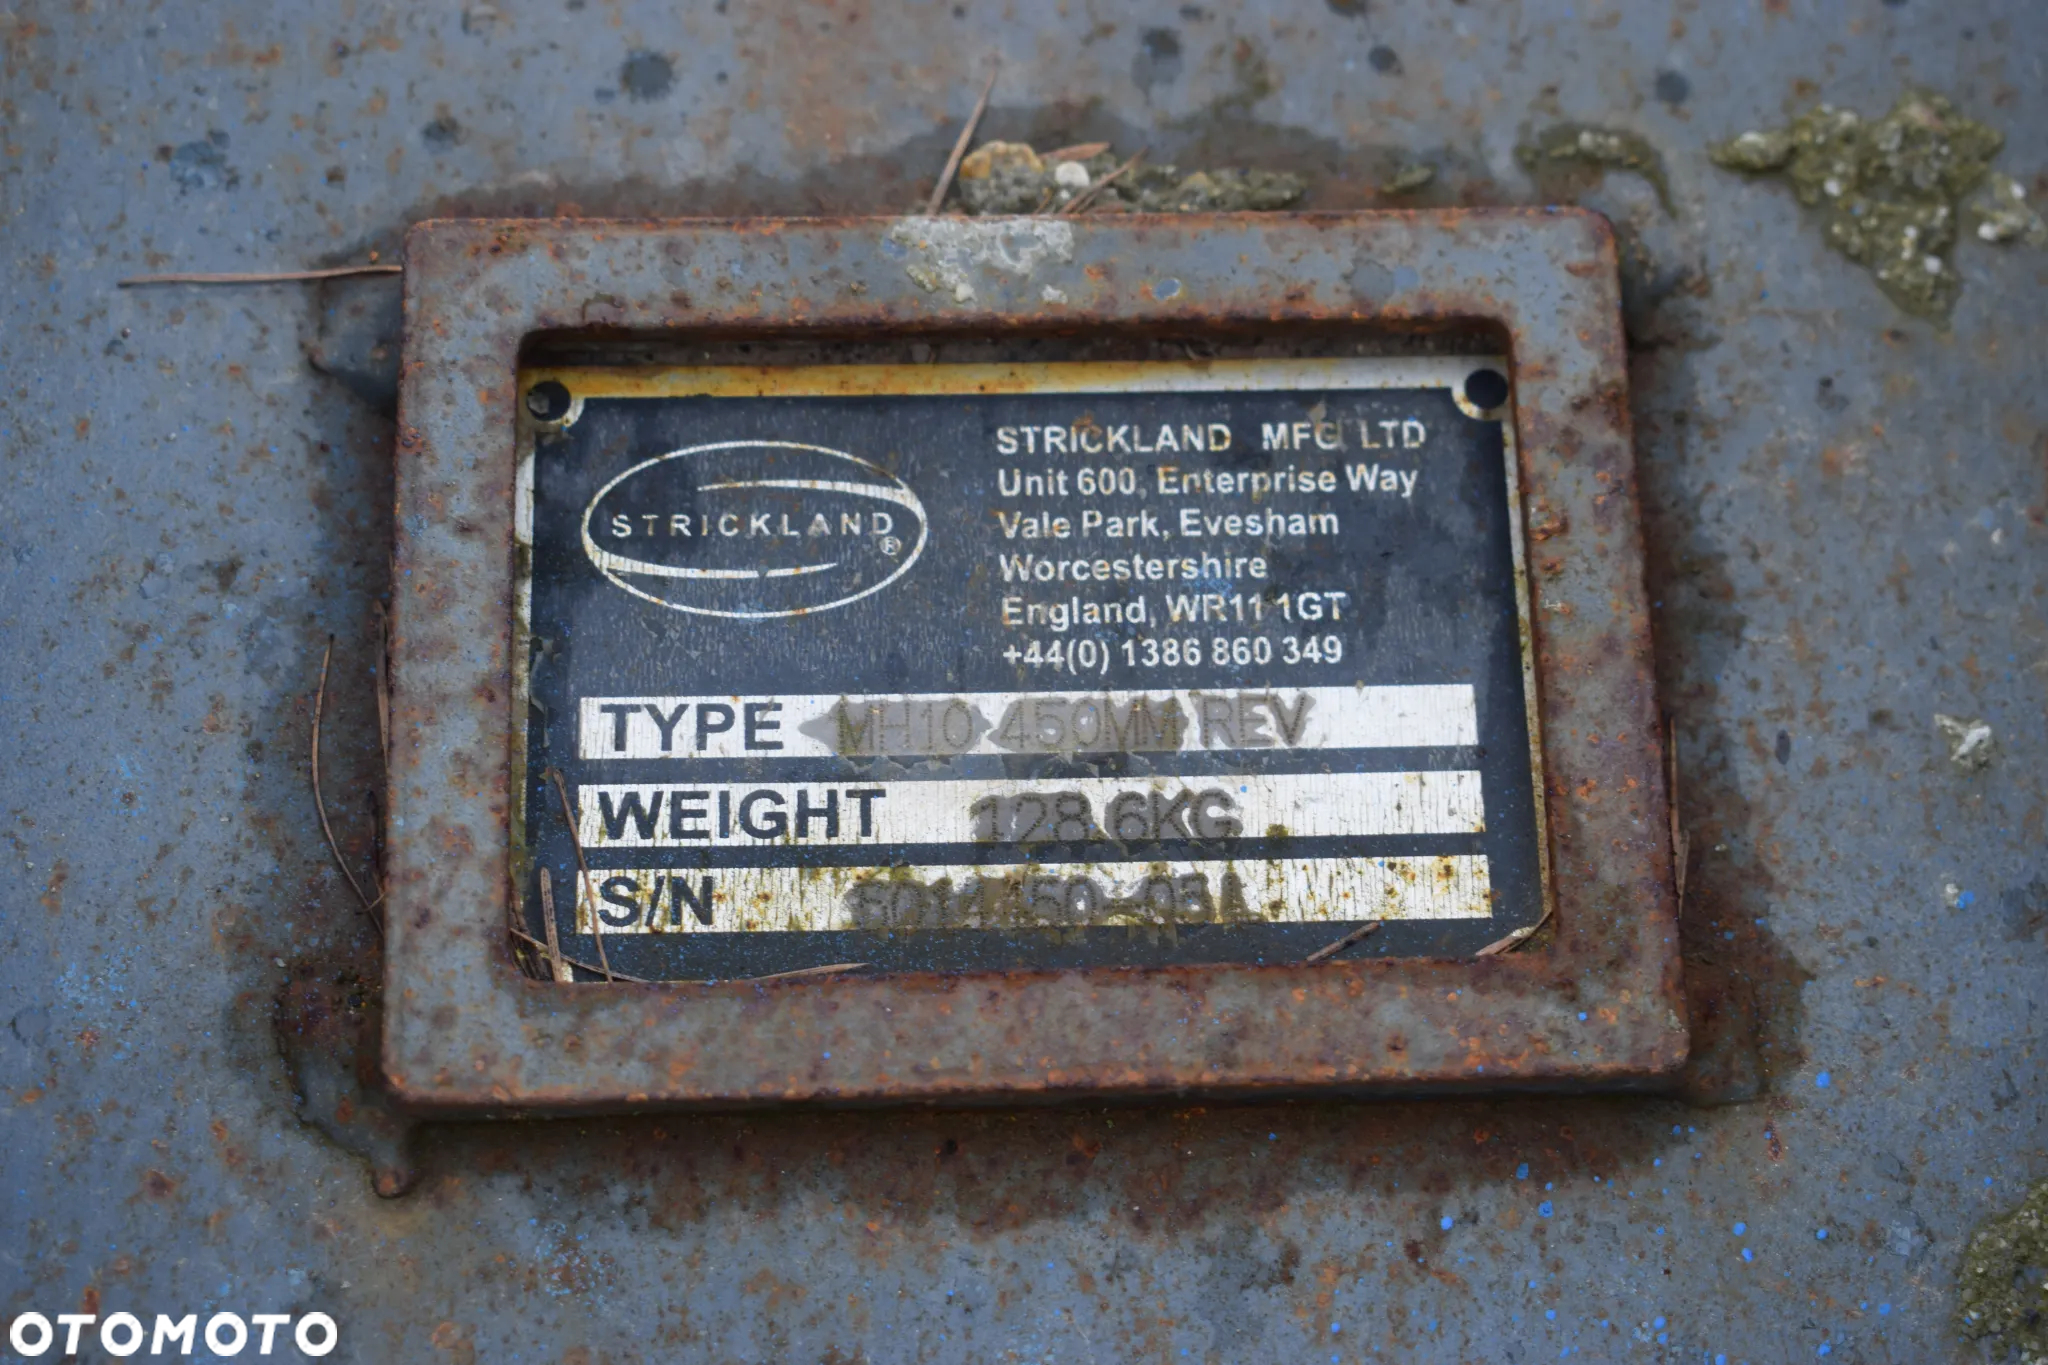 STRICKLAND®
STRICKLAND MFG LTD
Unit 600, Enterprise Way
Vale Park, Evesham
Worcestershire
England, WR11 1GT
+44(0) 1386 860 349
TYPE MH10 450MM REV
WEIGHT 128.6KG
S/N
OTOMOTO